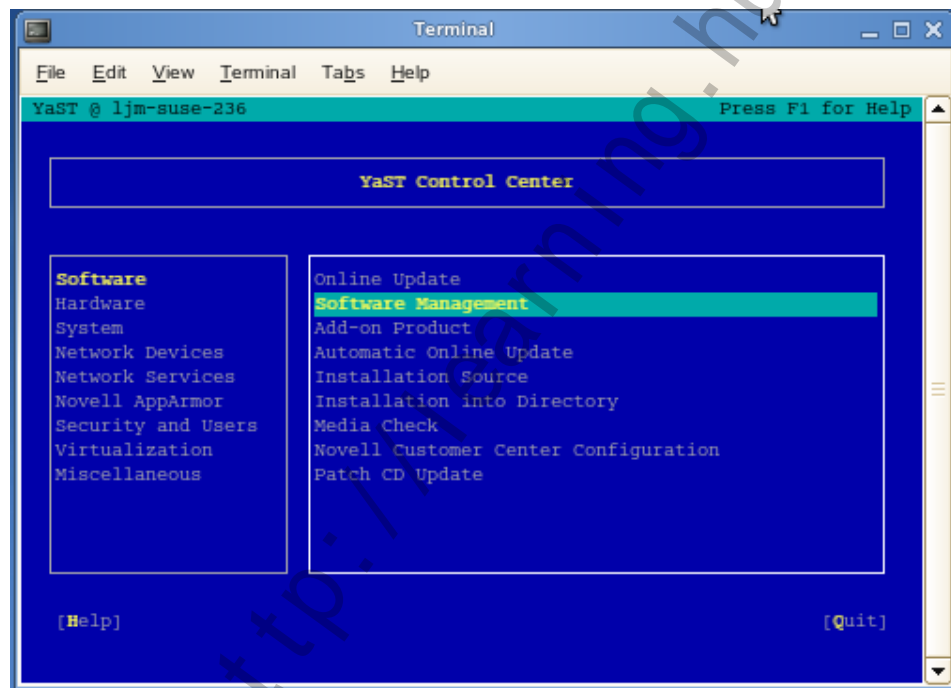 Terminal
File Edit View Terminal Tabs Help
YaST @ ljm-suse-236 Press F1 for Help
YaST Control Center
Software
Hardware
System
Network Devices
Network Services
Novell AppArmor
Security and Users
Virtualization
Miscellaneous
Online Update
Software Management
Add-on Product
Automatic Online Update
Installation Source
Installation into Directory
Media Check
Novell Customer Center Configuration
Patch CD Update
[Help] [Quit]